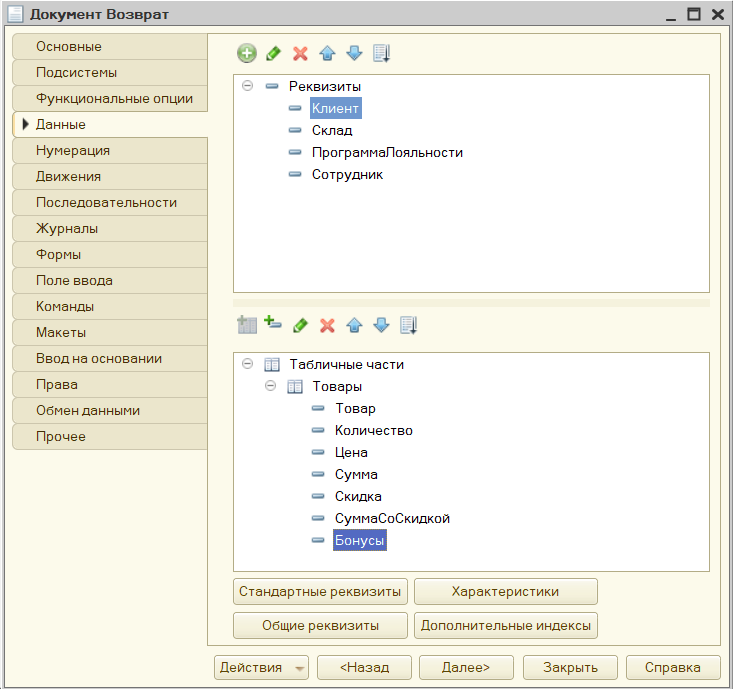 Документ Возврат
Основные
Подсистемы
Функциональные опции
Данные
Нумерация
Движения
Последовательности
Журналы
Формы
Поле ввода
Команды
Макеты
Ввод на основании
Права
Обмен данными
Прочее
Реквизиты
Клиент
Склад
ПрограммаЛояльности
Сотрудник
Табличные части
Товары
Товар
Количество
Цена
Сумма
Скидка
СуммаСоСкидкой
Бонусы
Стандартные реквизиты
Характеристики
Общие реквизиты
Дополнительные индексы
Действия
<Назад
Далее>
Закрыть
Справка